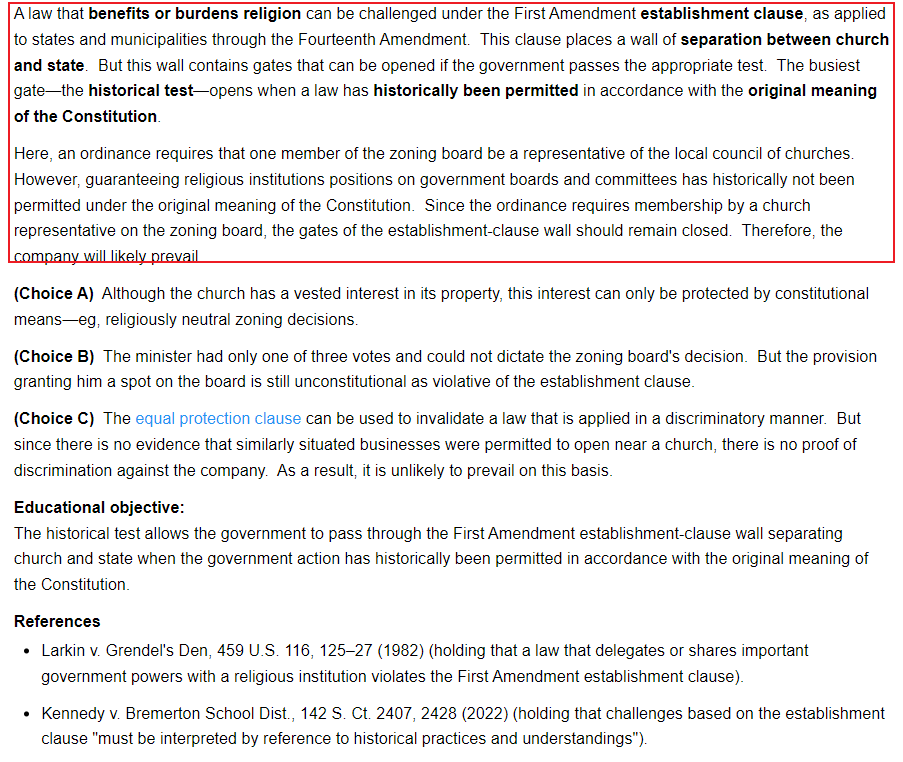 A law that benefits or burdens religion can be challenged under the First Amendment establishment clause, as applied
to states and municipalities through the Fourteenth Amendment.  This clause places a wall of separation between church
and state.  But this wall contains gates that can be opened if the government passes the appropriate test.  The busiest
gate—the historical test—opens when a law has historically been permitted in accordance with the original meaning
of the Constitution.
Here, an ordinance requires that one member of the zoning board be a representative of the local council of churches.
However, guaranteeing religious institutions positions on government boards and committees has historically not been
permitted under the original meaning of the Constitution.  Since the ordinance requires membership by a church
representative on the zoning board, the gates of the establishment-clause wall should remain closed.  Therefore, the
company will likely prevail
(Choice A)  Although the church has a vested interest in its property, this interest can only be protected by constitutional
means—eg, religiously neutral zoning decisions.
(Choice B)  The minister had only one of three votes and could not dictate the zoning board's decision.  But the provision
granting him a spot on the board is still unconstitutional as violative of the establishment clause.
(Choice C)  The equal protection clause can be used to invalidate a law that is applied in a discriminatory manner.  But
since there is no evidence that similarly situated businesses were permitted to open near a church, there is no proof of
discrimination against the company.  As a result, it is unlikely to prevail on this basis.
Educational objective:
The historical test allows the government to pass through the First Amendment establishment-clause wall separating
church and state when the government action has historically been permitted in accordance with the original meaning of
the Constitution.
References
• Larkin v. Grendel's Den, 459 U.S. 116, 125–27 (1982) (holding that a law that delegates or shares important
government powers with a religious institution violates the First Amendment establishment clause).
• Kennedy v. Bremerton School Dist., 142 S. Ct. 2407, 2428 (2022) (holding that challenges based on the establishment
clause "must be interpreted by reference to historical practices and understandings").